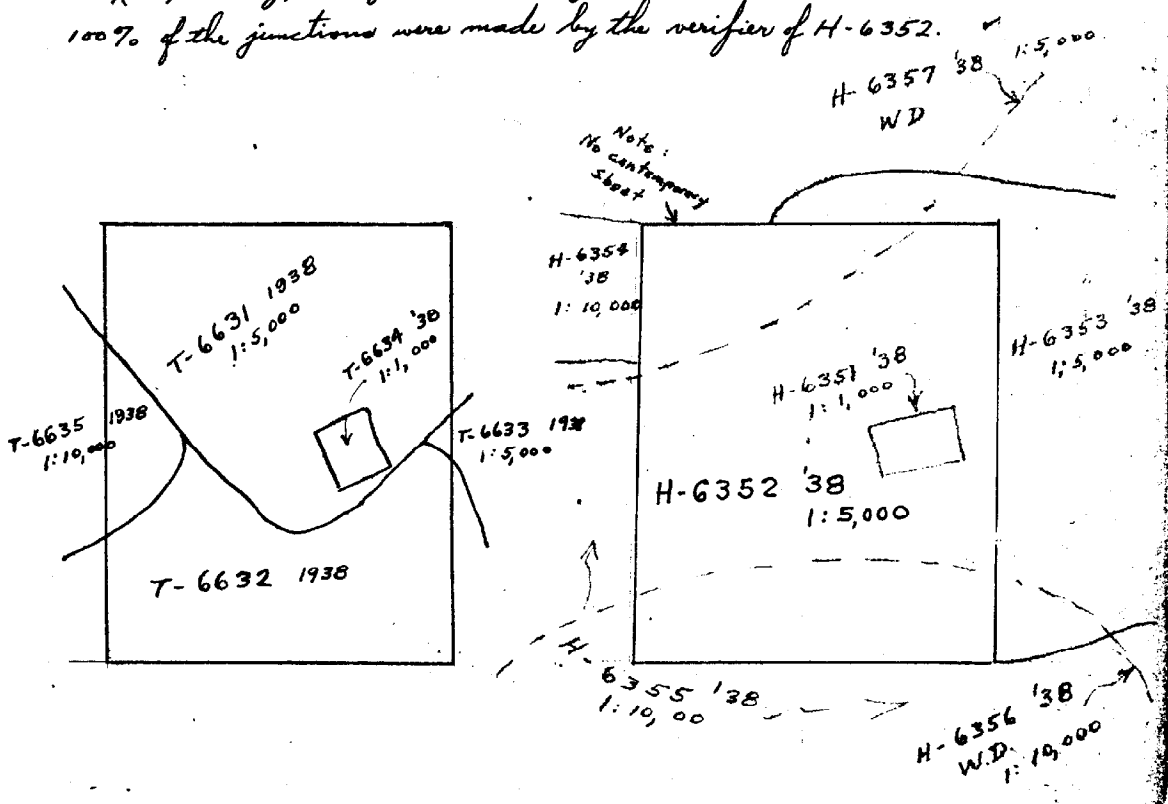 100% of the junctions were made by the verifier of H-6352.
H-6357 '38 1:5,000
W D
Note:
No contemporary
sheet
T-6631 1938
1:5,000
T-6634 '38
1:1,000
T-6635 1938
1:10,000
T-6633 1938
1:5,000
T-6632 1938
H-6354
'38
1:10,000
H-6353 '38
1:5,000
H-6351 '38
1:1,000
H-6352 '38
1:5,000
H-6355 '38
1:10,00
H-6356 '38
W.D.
1:10,000